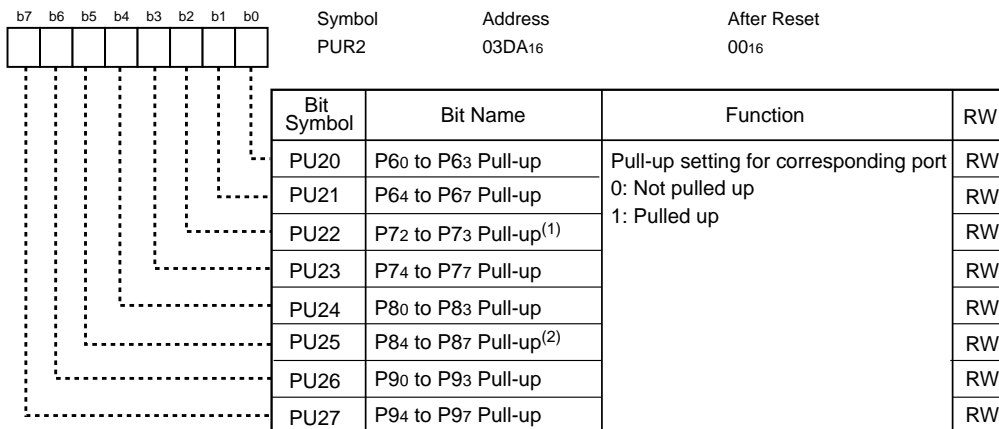 b7 b6 b5 b4 b3 b2 b1 b0
Symbol Address After Reset
PUR2 03DA16 0016
Bit Symbol Bit Name Function RW
PU20 P60 to P63 Pull-up Pull-up setting for corresponding port RW
0: Not pulled up
1: Pulled up
PU21 P64 to P67 Pull-up RW
PU22 P72 to P73 Pull-up(1) RW
PU23 P74 to P77 Pull-up RW
PU24 P80 to P83 Pull-up RW
PU25 P84 to P87 Pull-up(2) RW
PU26 P90 to P93 Pull-up RW
PU27 P94 to P97 Pull-up RW